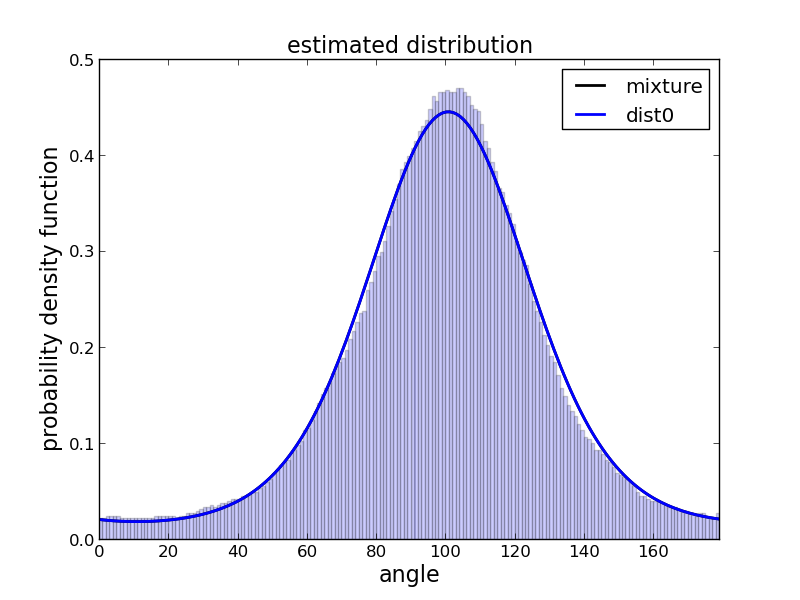 estimated distribution
mixture
dist0
probability density function
0.5
0.4
0.3
0.2
0.1
0.0
0 20 40 60 80 100 120 140 160
angle